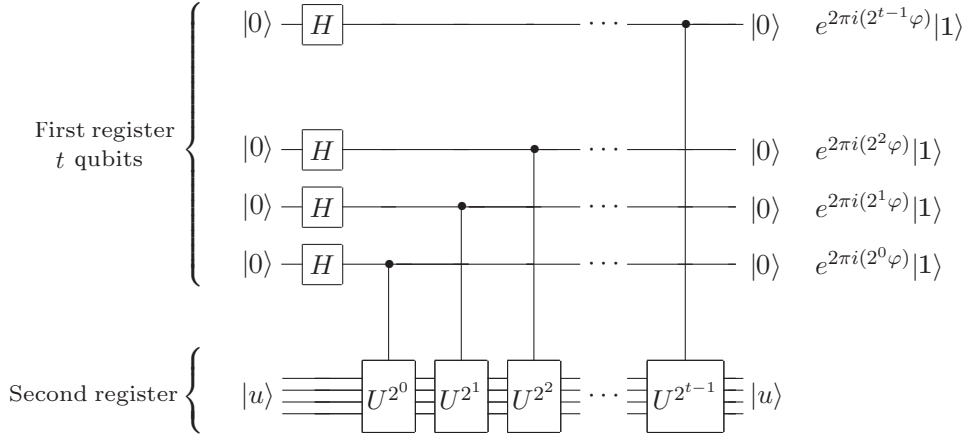 |0⟩ H ··· |0⟩ e^{2πi(2^{t−1}φ)}|1⟩
First register
t qubits
|0⟩ H ··· |0⟩ e^{2πi(2^2φ)}|1⟩
|0⟩ H ··· |0⟩ e^{2πi(2^1φ)}|1⟩
|0⟩ H ··· |0⟩ e^{2πi(2^0φ)}|1⟩
Second register |u⟩ U^{2^0} U^{2^1} U^{2^2} ··· U^{2^{t−1}} |u⟩